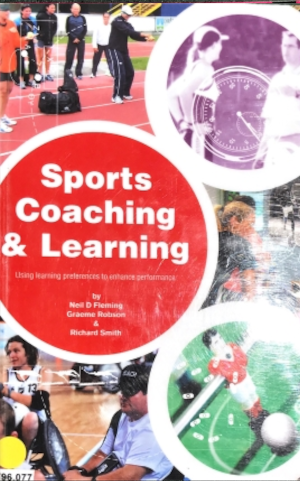 Sports
Coaching
& Learning
Using learning preferences to enhance performance
by
Neil D Fleming
Graeme Robson
&
Richard Smith
96.077